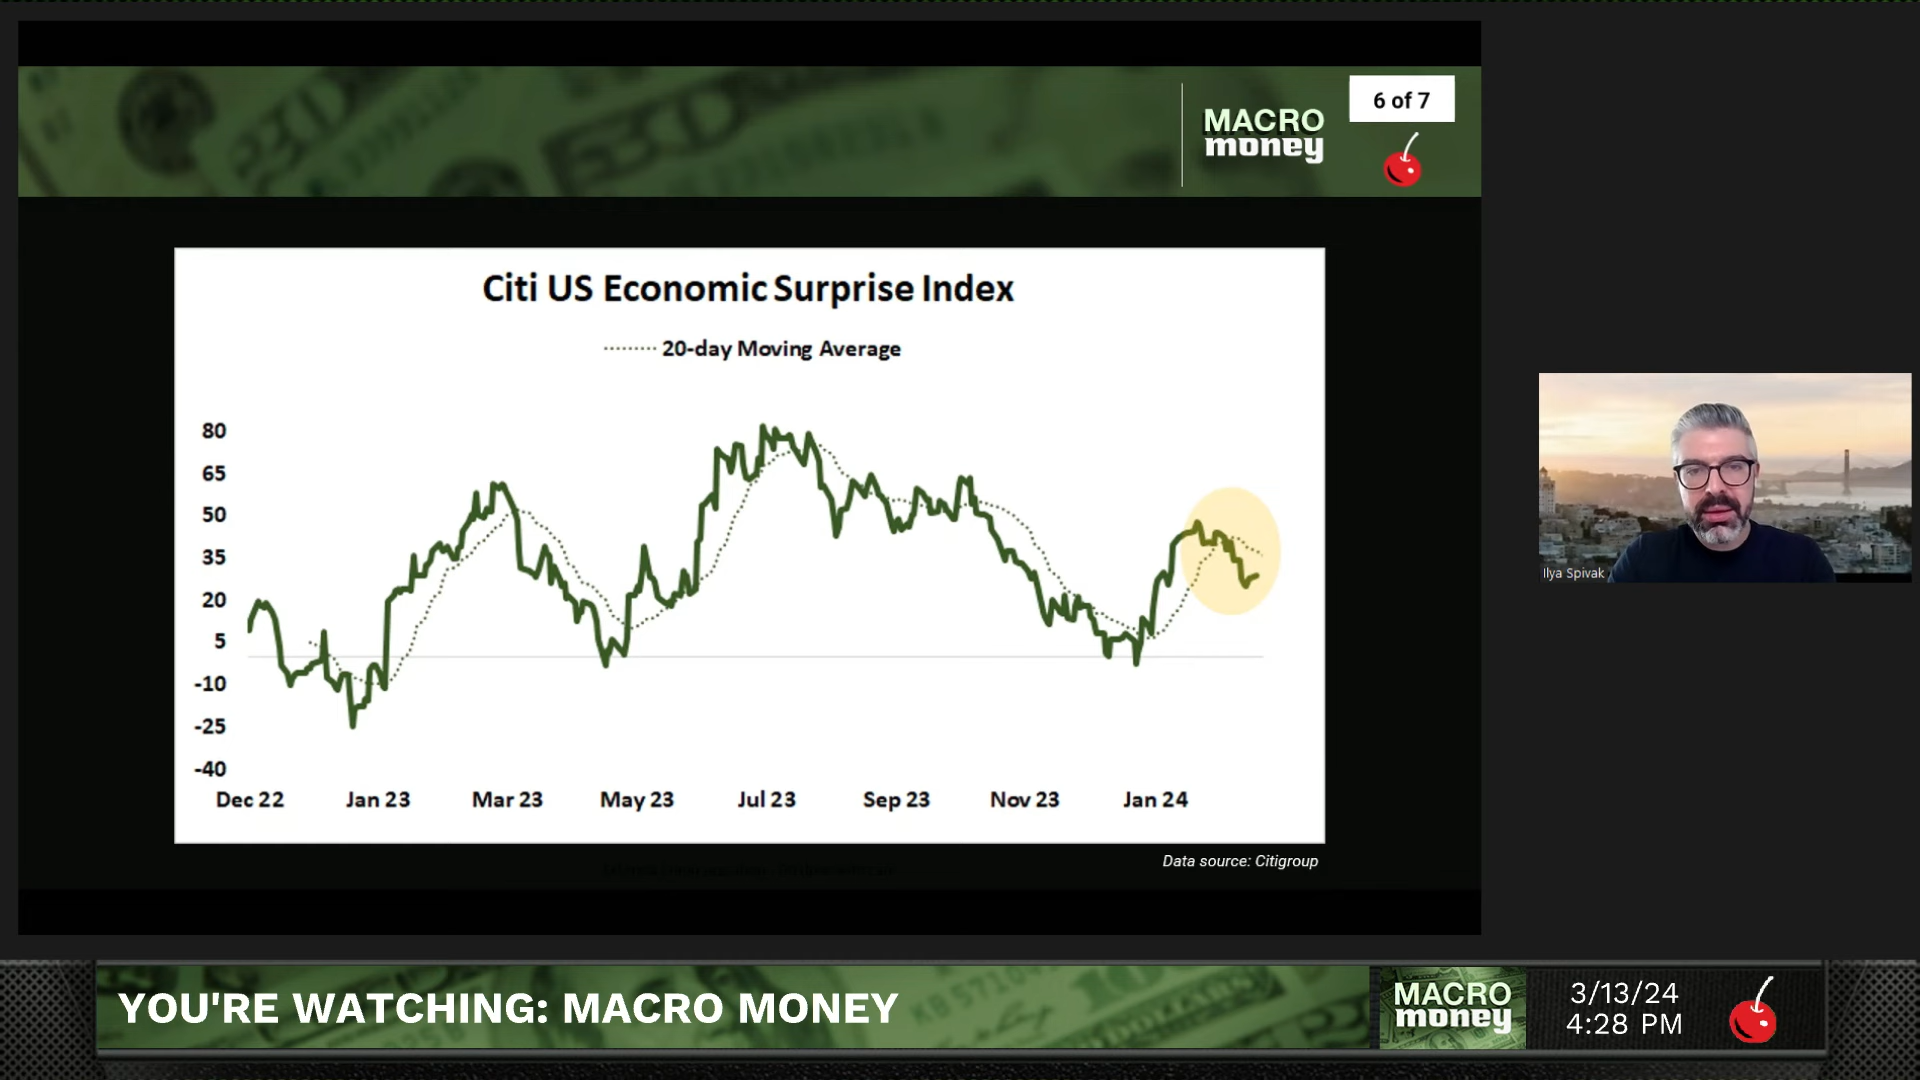 MACRO
money
6 of 7
Citi US Economic Surprise Index
20-day Moving Average
80
65
50
35
20
5
-10
-25
-40
Dec 22 Jan 23 Mar 23 May 23 Jul 23 Sep 23 Nov 23 Jan 24
Data source: Citigroup
Ilya Spivak
YOU'RE WATCHING: MACRO MONEY
MACRO
money
3/13/24
4:28 PM